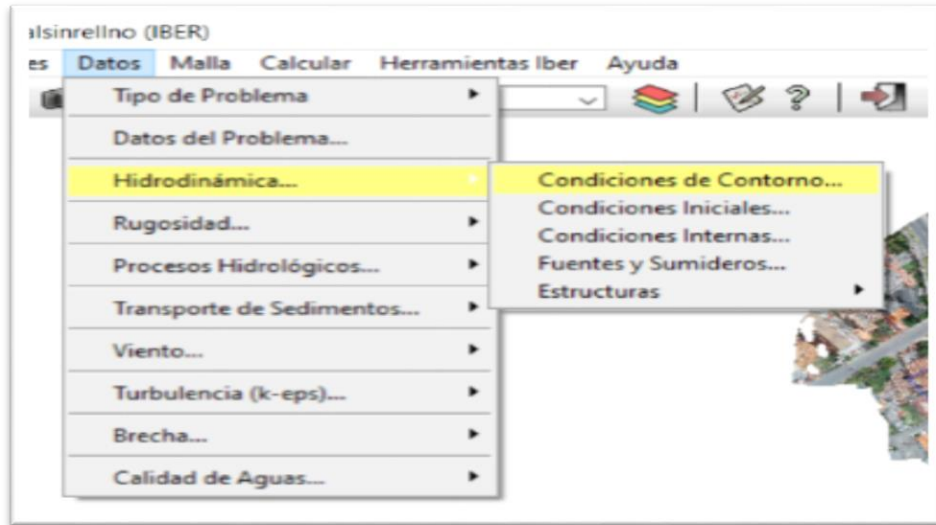 alsinrellno (IBER)
es Datos Malla Calcular Herramientas Iber Ayuda
Tipo de Problema
Datos del Problema...
Hidrodinámica...
Condiciones de Contorno...
Condiciones Iniciales...
Rugosidad...
Condiciones Internas...
Procesos Hidrológicos...
Fuentes y Sumideros...
Estructuras
Transporte de Sedimentos...
Viento...
Turbulencia (k-eps)...
Brecha...
Calidad de Aguas...